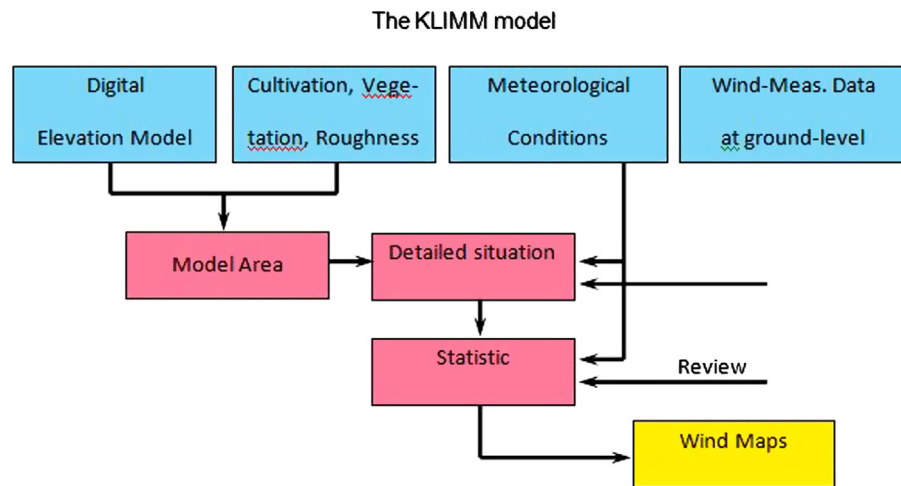 The KLIMM model
Digital
Elevation Model
Cultivation, Vege-
tation, Roughness
Meteorological
Conditions
Wind-Meas. Data
at ground-level
Model Area
Detailed situation
Statistic
Review
Wind Maps